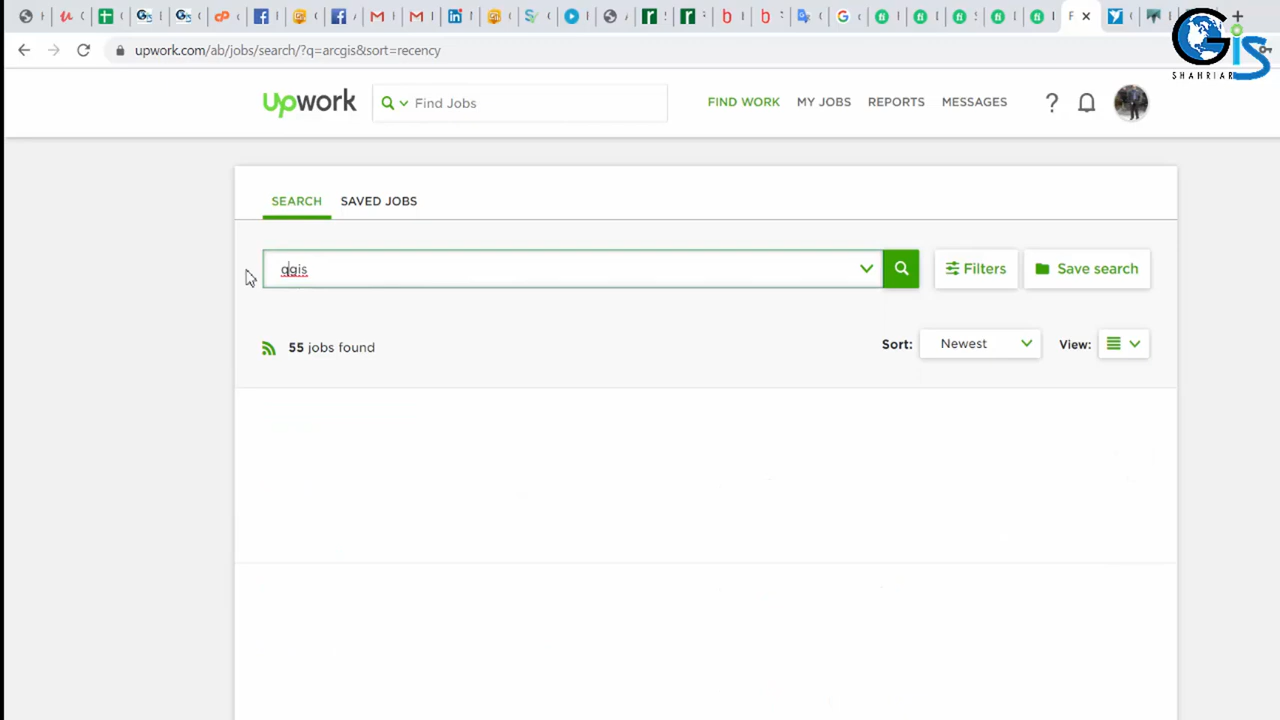 upwork.com/ab/jobs/search/?q=arcgis&sort=recency
GIS
SHAHRIAR
upwork
Find Jobs
FIND WORK
MY JOBS
REPORTS
MESSAGES
?
SEARCH
SAVED JOBS
qgis
Filters
Save search
55 jobs found
Sort:
Newest
View: